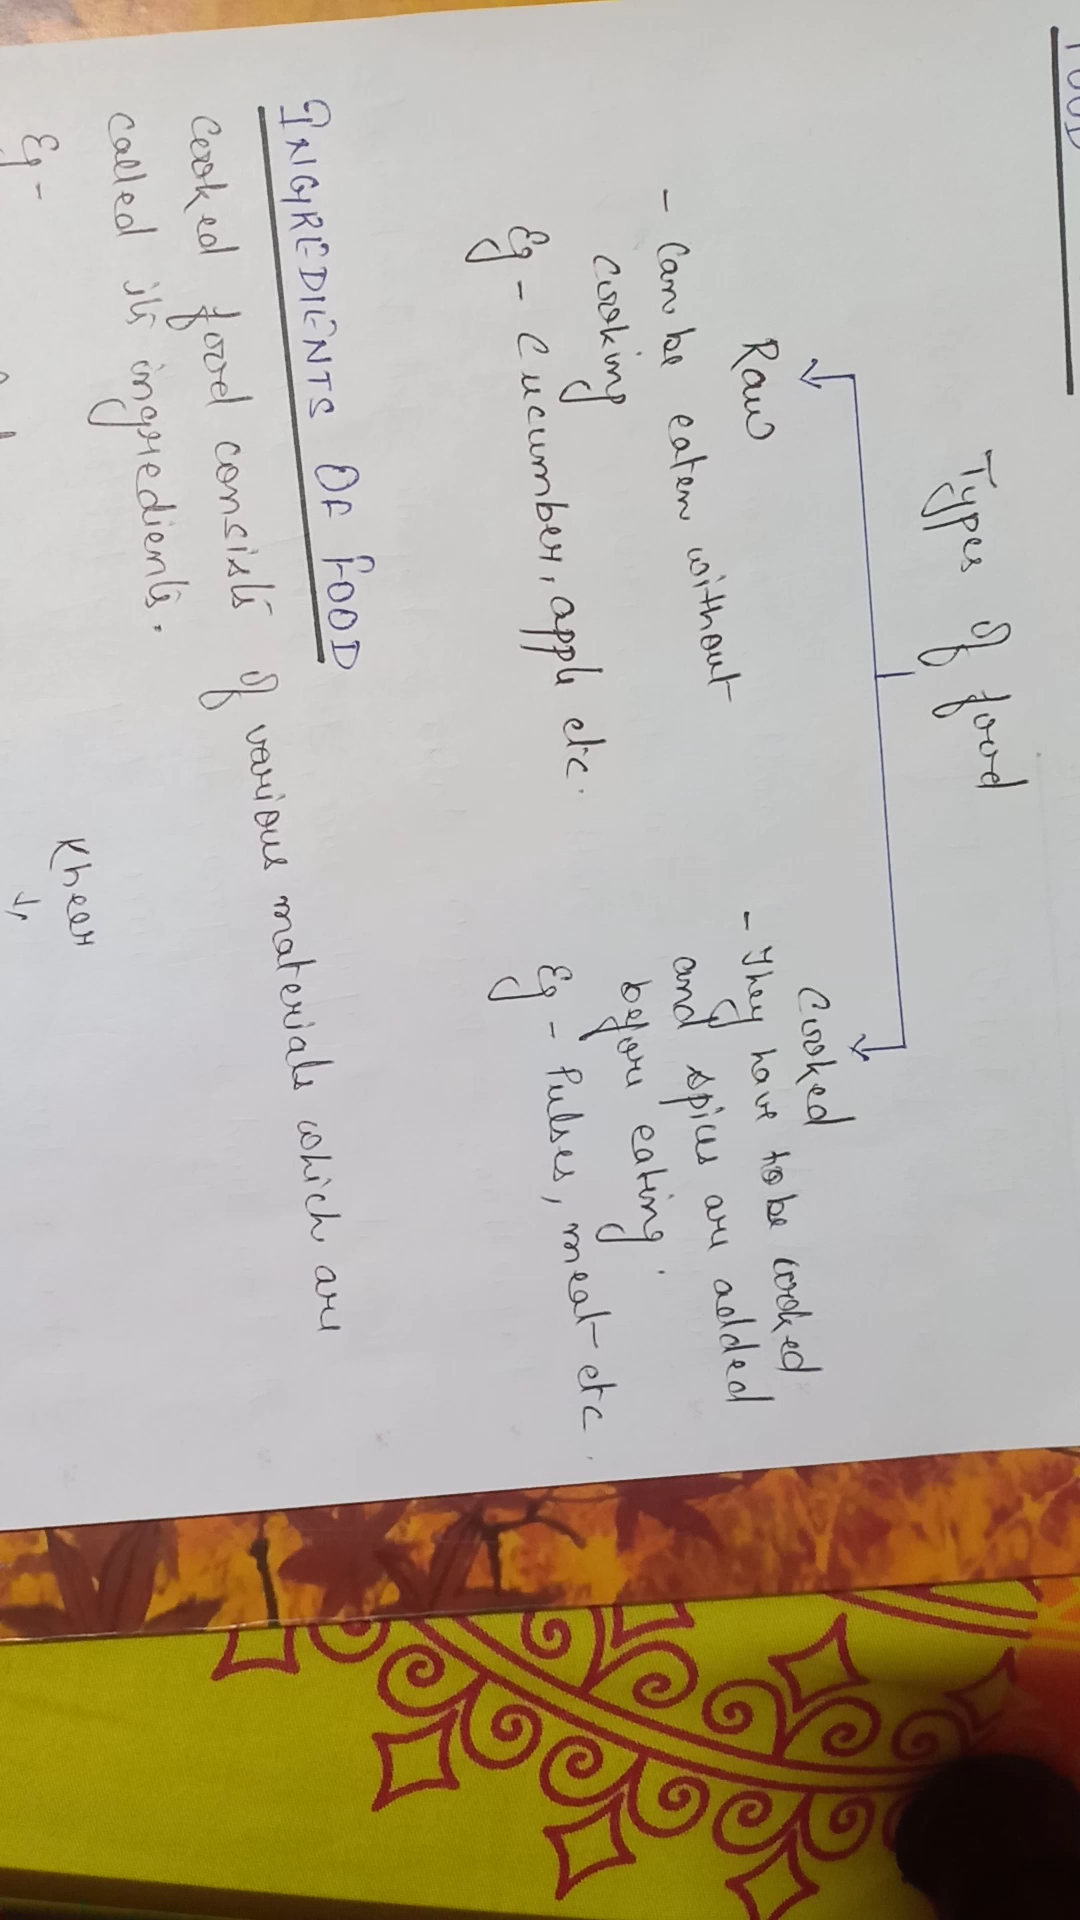 FOOD
Types of food
Raw
- Can be eaten without
cooking
Eg - Cucumber, apple etc.
Cooked
- They have to be cooked
and spices are added
before eating.
Eg - Pulses, meat etc.
INGREDIENTS OF FOOD
Cooked food consists of various materials which are
called its ingredients.
Eg -
Kheer